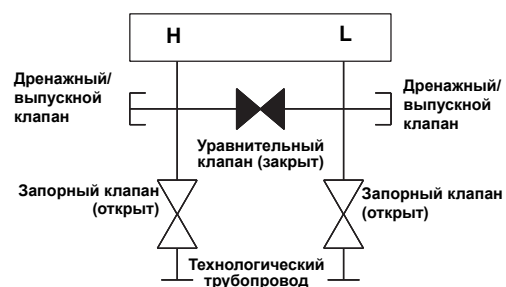 H
L
Дренажный/
выпускной
клапан
Дренажный/
выпускной
клапан
Уравнительный
клапан (закрыт)
Запорный клапан
(открыт)
Запорный клапан
(открыт)
Технологический
трубопровод